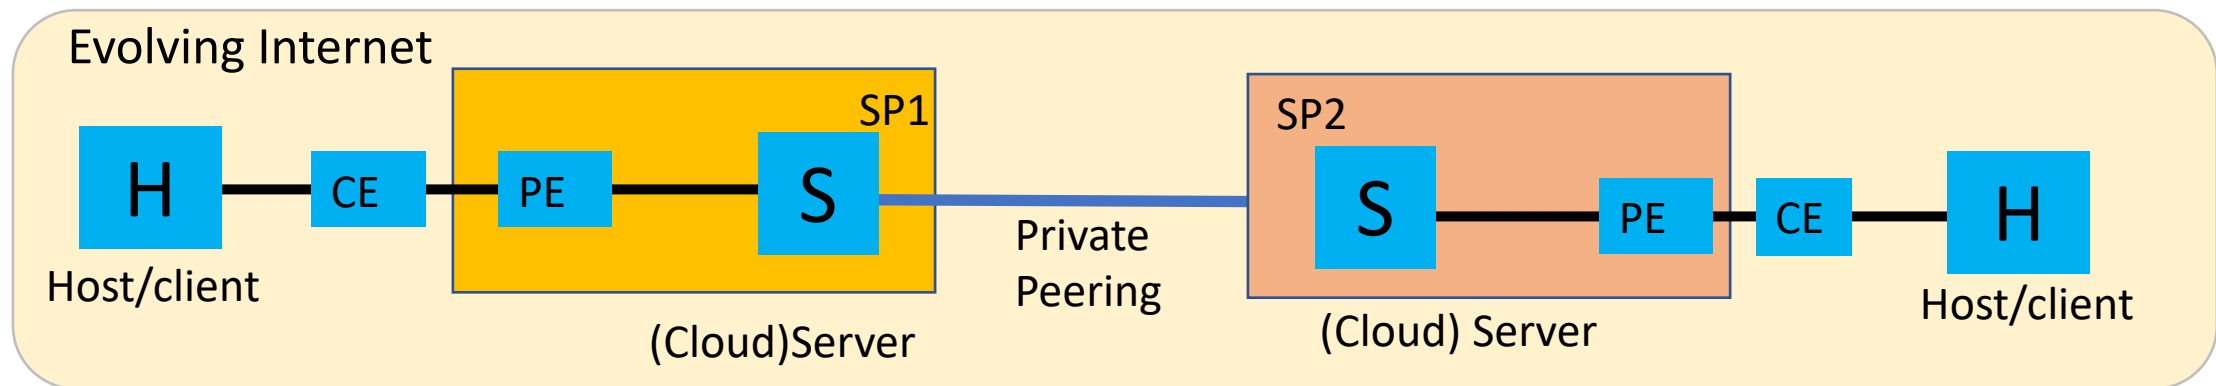 Evolving Internet
SP1
SP2
H
CE
PE
S
S
PE
CE
H
Private
Peering
Host/client
Host/client
(Cloud)Server
(Cloud) Server